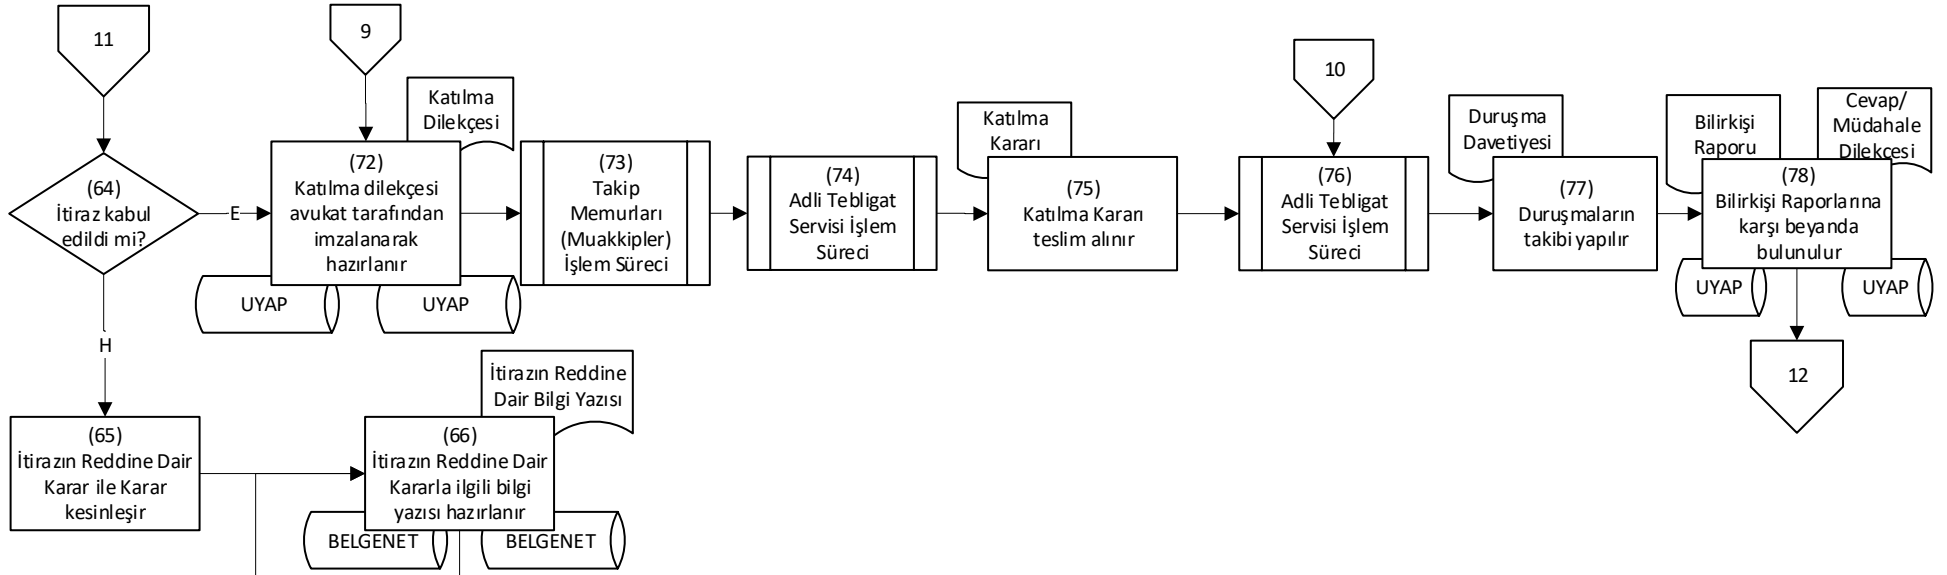 11
9
10
Katılma
Dilekçesi
Katılma
Kararı
Duruşma
Davetiyesi
Bilirkişi
Raporu
Cevap/
Müdahale
Dilekçesi
(64)
İtiraz kabul
edildi mi?
E
(72)
Katılma dilekçesi
avukat tarafından
imzalanarak
hazırlanır
UYAP
UYAP
(73)
Takip
Memurları
(Muakkipler)
İşlem Süreci
(74)
Adli Tebligat
Servisi İşlem
Süreci
(75)
Katılma Kararı
teslim alınır
(76)
Adli Tebligat
Servisi İşlem
Süreci
(77)
Duruşmaların
takibi yapılır
(78)
Bilirkişi Raporlarına
karşı beyanda
bulunulur
UYAP
UYAP
12
H
(65)
İtirazın Reddine Dair
Karar ile Karar
kesinleşir
İtirazın Reddine
Dair Bilgi Yazısı
(66)
İtirazın Reddine Dair
Kararla ilgili bilgi
yazısı hazırlanır
BELGENET
BELGENET